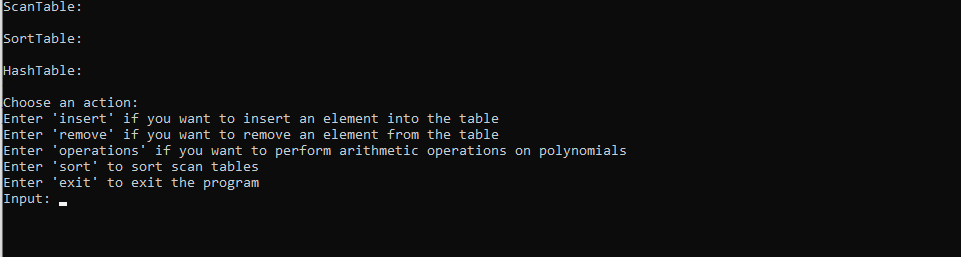 ScanTable:
SortTable:
HashTable:
Choose an action:
Enter 'insert' if you want to insert an element into the table
Enter 'remove' if you want to remove an element from the table
Enter 'operations' if you want to perform arithmetic operations on polynomials
Enter 'sort' to sort scan tables
Enter 'exit' to exit the program
Input: